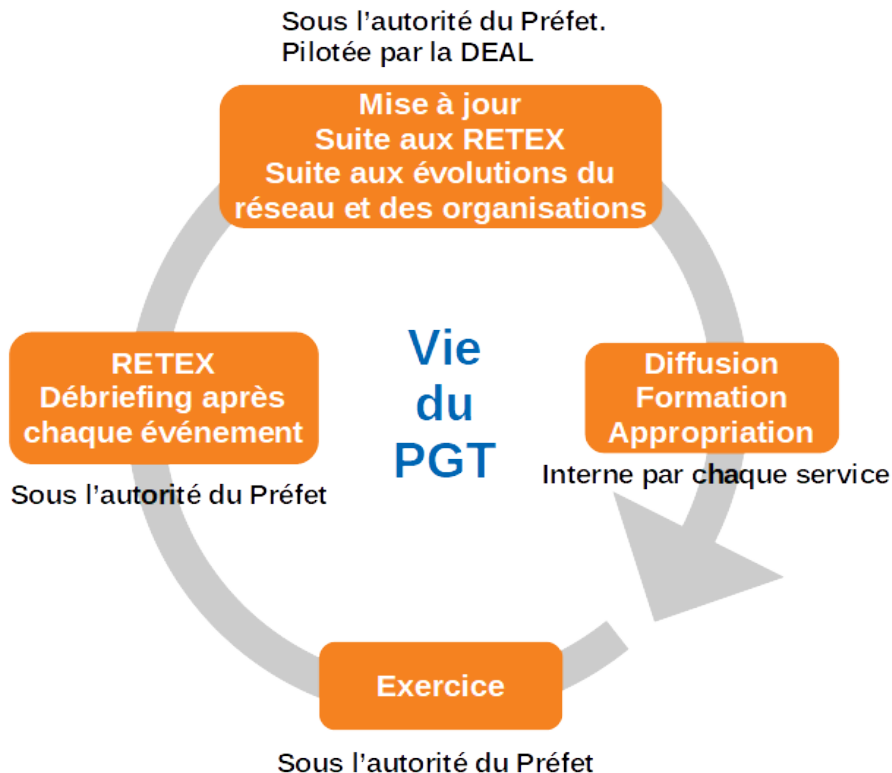 Sous l'autorité du Préfet.
Pilotée par la DEAL
Mise à jour
Suite aux RETEX
Suite aux évolutions du
réseau et des organisations
Vie
du
PGT
Diffusion
Formation
Appropriation
Interne par chaque service
Exercice
Sous l'autorité du Préfet
RETEX
Débriefing après
chaque événement
Sous l'autorité du Préfet